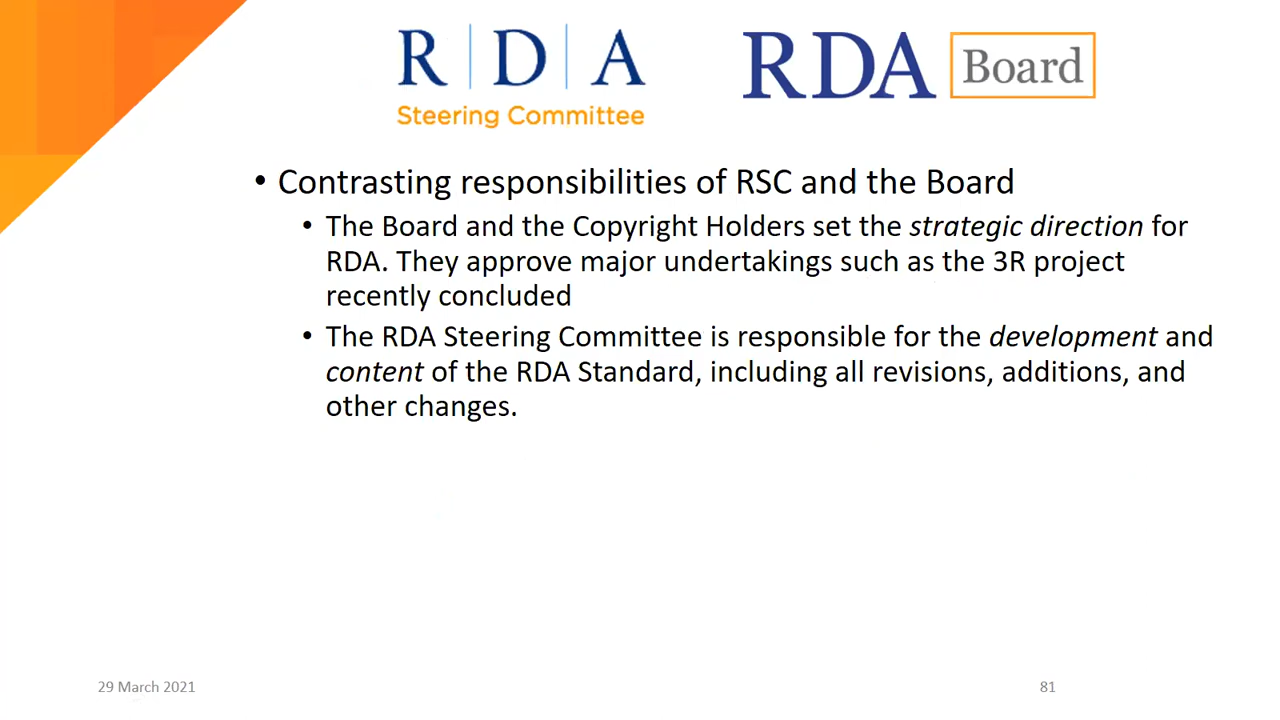 R|D|A
Steering Committee
RDA Board
• Contrasting responsibilities of RSC and the Board
• The Board and the Copyright Holders set the strategic direction for
RDA. They approve major undertakings such as the 3R project
recently concluded
• The RDA Steering Committee is responsible for the development and
content of the RDA Standard, including all revisions, additions, and
other changes.
29 March 2021
81